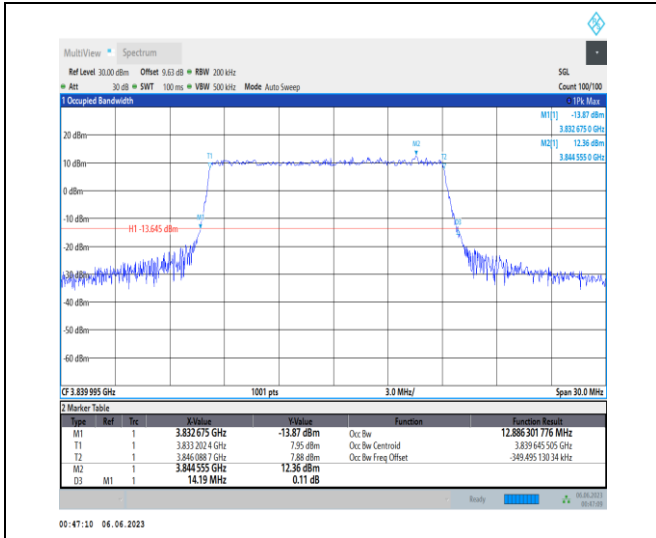 MultiView Spectrum
Ref Level 30.00 dBm Offset 9.63 dB RBW 200 kHz SGL
Att 30 dB SWT 100 ms VBW 500 kHz Mode Auto Sweep Count 100/100
1 Occupied Bandwidth 1Pk Max
M1[1] -13.87 dBm
3.832 675 0 GHz
20 dBm
M2[1] 12.36 dBm
3.844 555 0 GHz
M2
T1 T2
10 dBm
0 dBm
-10 dBm
M1 D3
H1 -13.645 dBm
-20 dBm
-30 dBm
-40 dBm
-50 dBm
-60 dBm
CF 3.839 995 GHz 1001 pts 3.0 MHz/ Span 30.0 MHz
2 Marker Table
Type Ref Trc X-Value Y-Value Function Function Result
M1 1 3.832 675 GHz -13.87 dBm Occ Bw 12.886 301 776 MHz
T1 1 3.833 202 4 GHz 7.95 dBm Occ Bw Centroid 3.839 645 505 GHz
T2 1 3.846 088 7 GHz 7.88 dBm Occ Bw Freq Offset -349.495 130 34 kHz
M2 1 3.844 555 GHz 12.36 dBm
D3 M1 1 14.19 MHz 0.11 dB
Ready 06.06.2023
00:47:09
00:47:10 06.06.2023